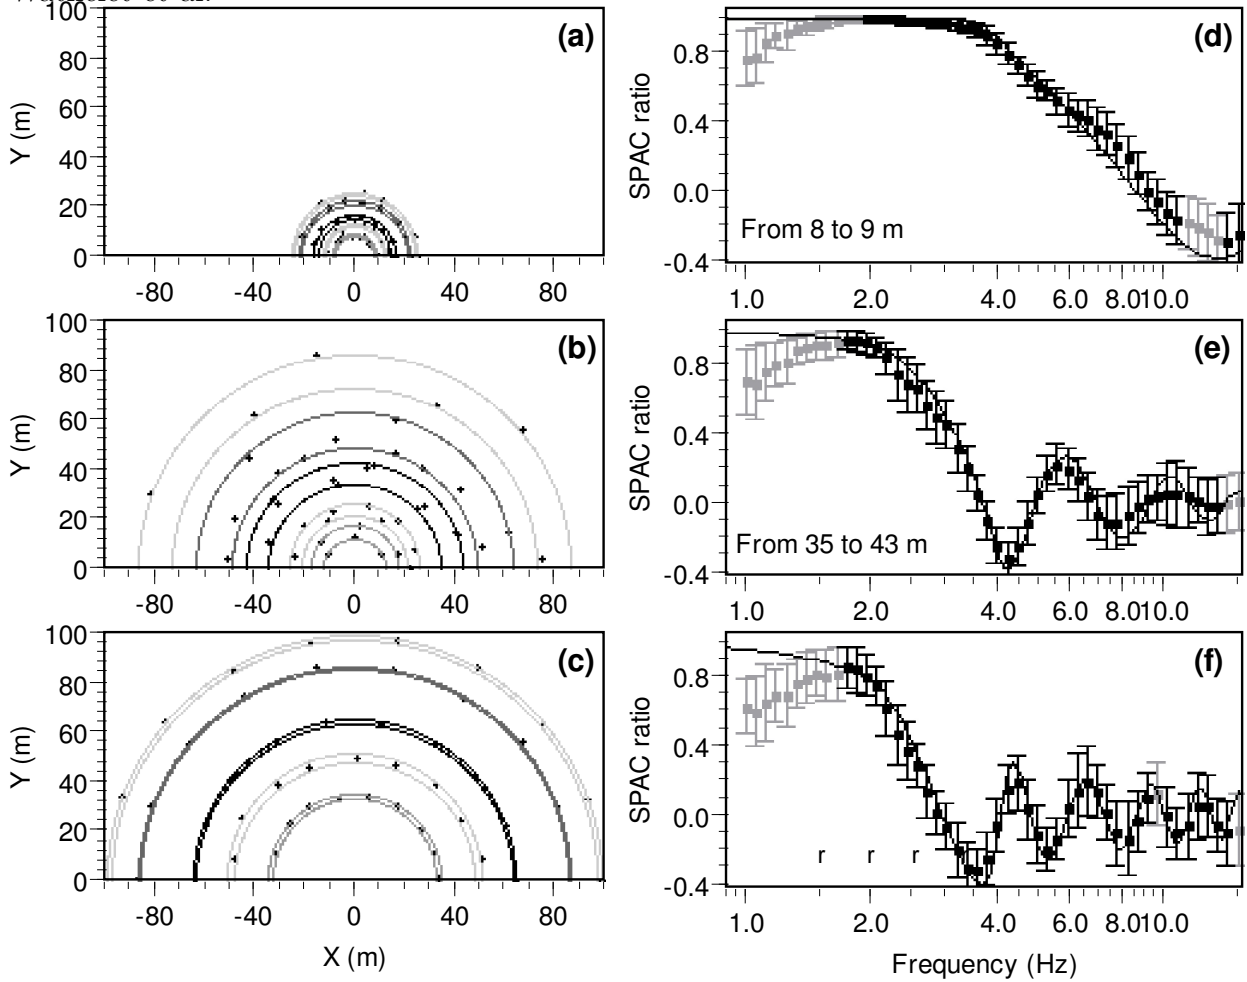 (a)
100
80
60
40
20
0
Y (m)
-80 -40 0 40 80
(b)
100
80
60
40
20
0
Y (m)
-80 -40 0 40 80
(c)
100
80
60
40
20
0
Y (m)
-80 -40 0 40 80
X (m)
(d)
0.8
0.4
0.0
-0.4
SPAC ratio
From 8 to 9 m
1.0 2.0 4.0 6.0 8.010.0
(e)
0.8
0.4
0.0
-0.4
SPAC ratio
From 35 to 43 m
1.0 2.0 4.0 6.0 8.010.0
(f)
0.8
0.4
0.0
-0.4
SPAC ratio
r r r
1.0 2.0 4.0 6.0 8.010.0
Frequency (Hz)